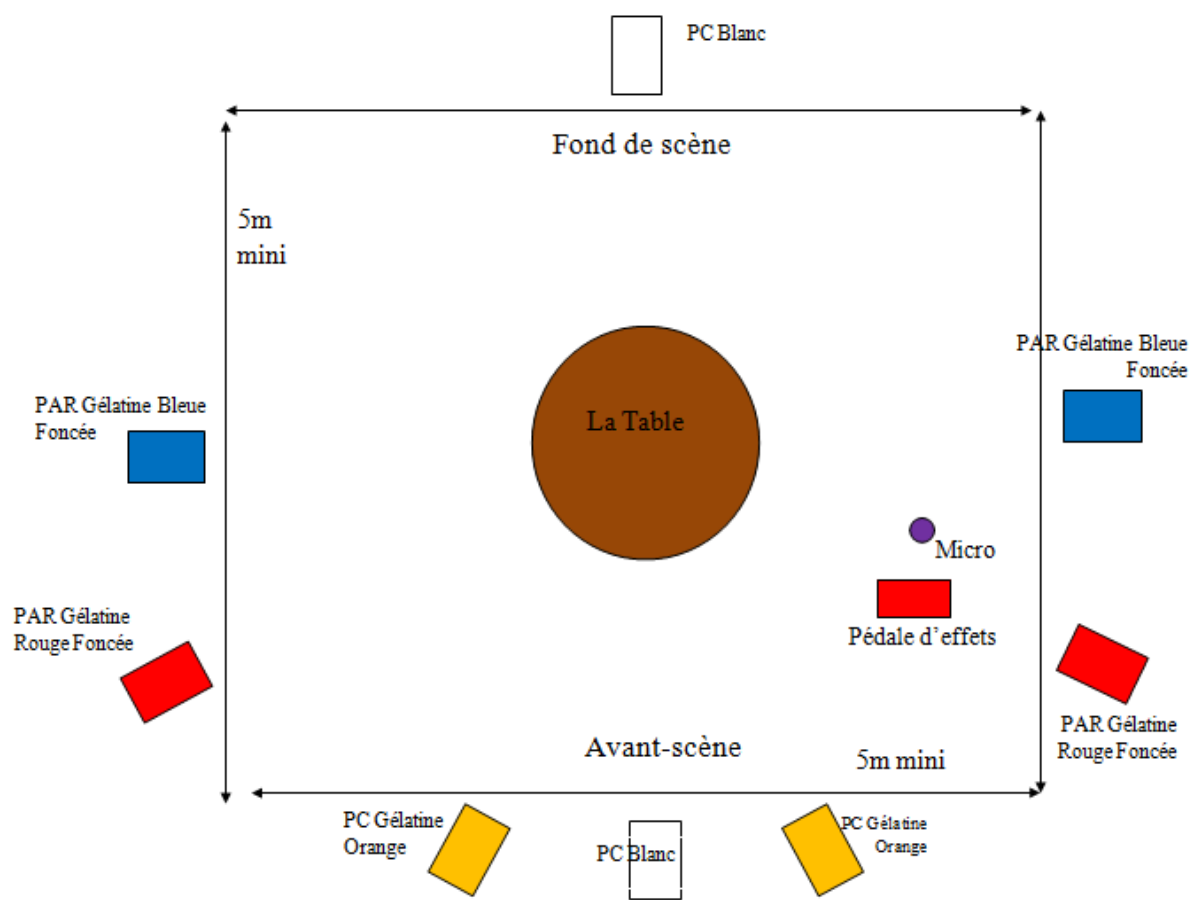 PC Blanc
Fond de scène
5m
mini
PAR Gélatine Bleue
Foncée
PAR Gélatine Bleue
Foncée
La Table
Micro
PAR Gélatine
Rouge Foncée
Pédale d’effets
PAR Gélatine
Rouge Foncée
Avant-scène
5m mini
PC Gélatine
Orange
PC Blanc
PC Gélatine
Orange